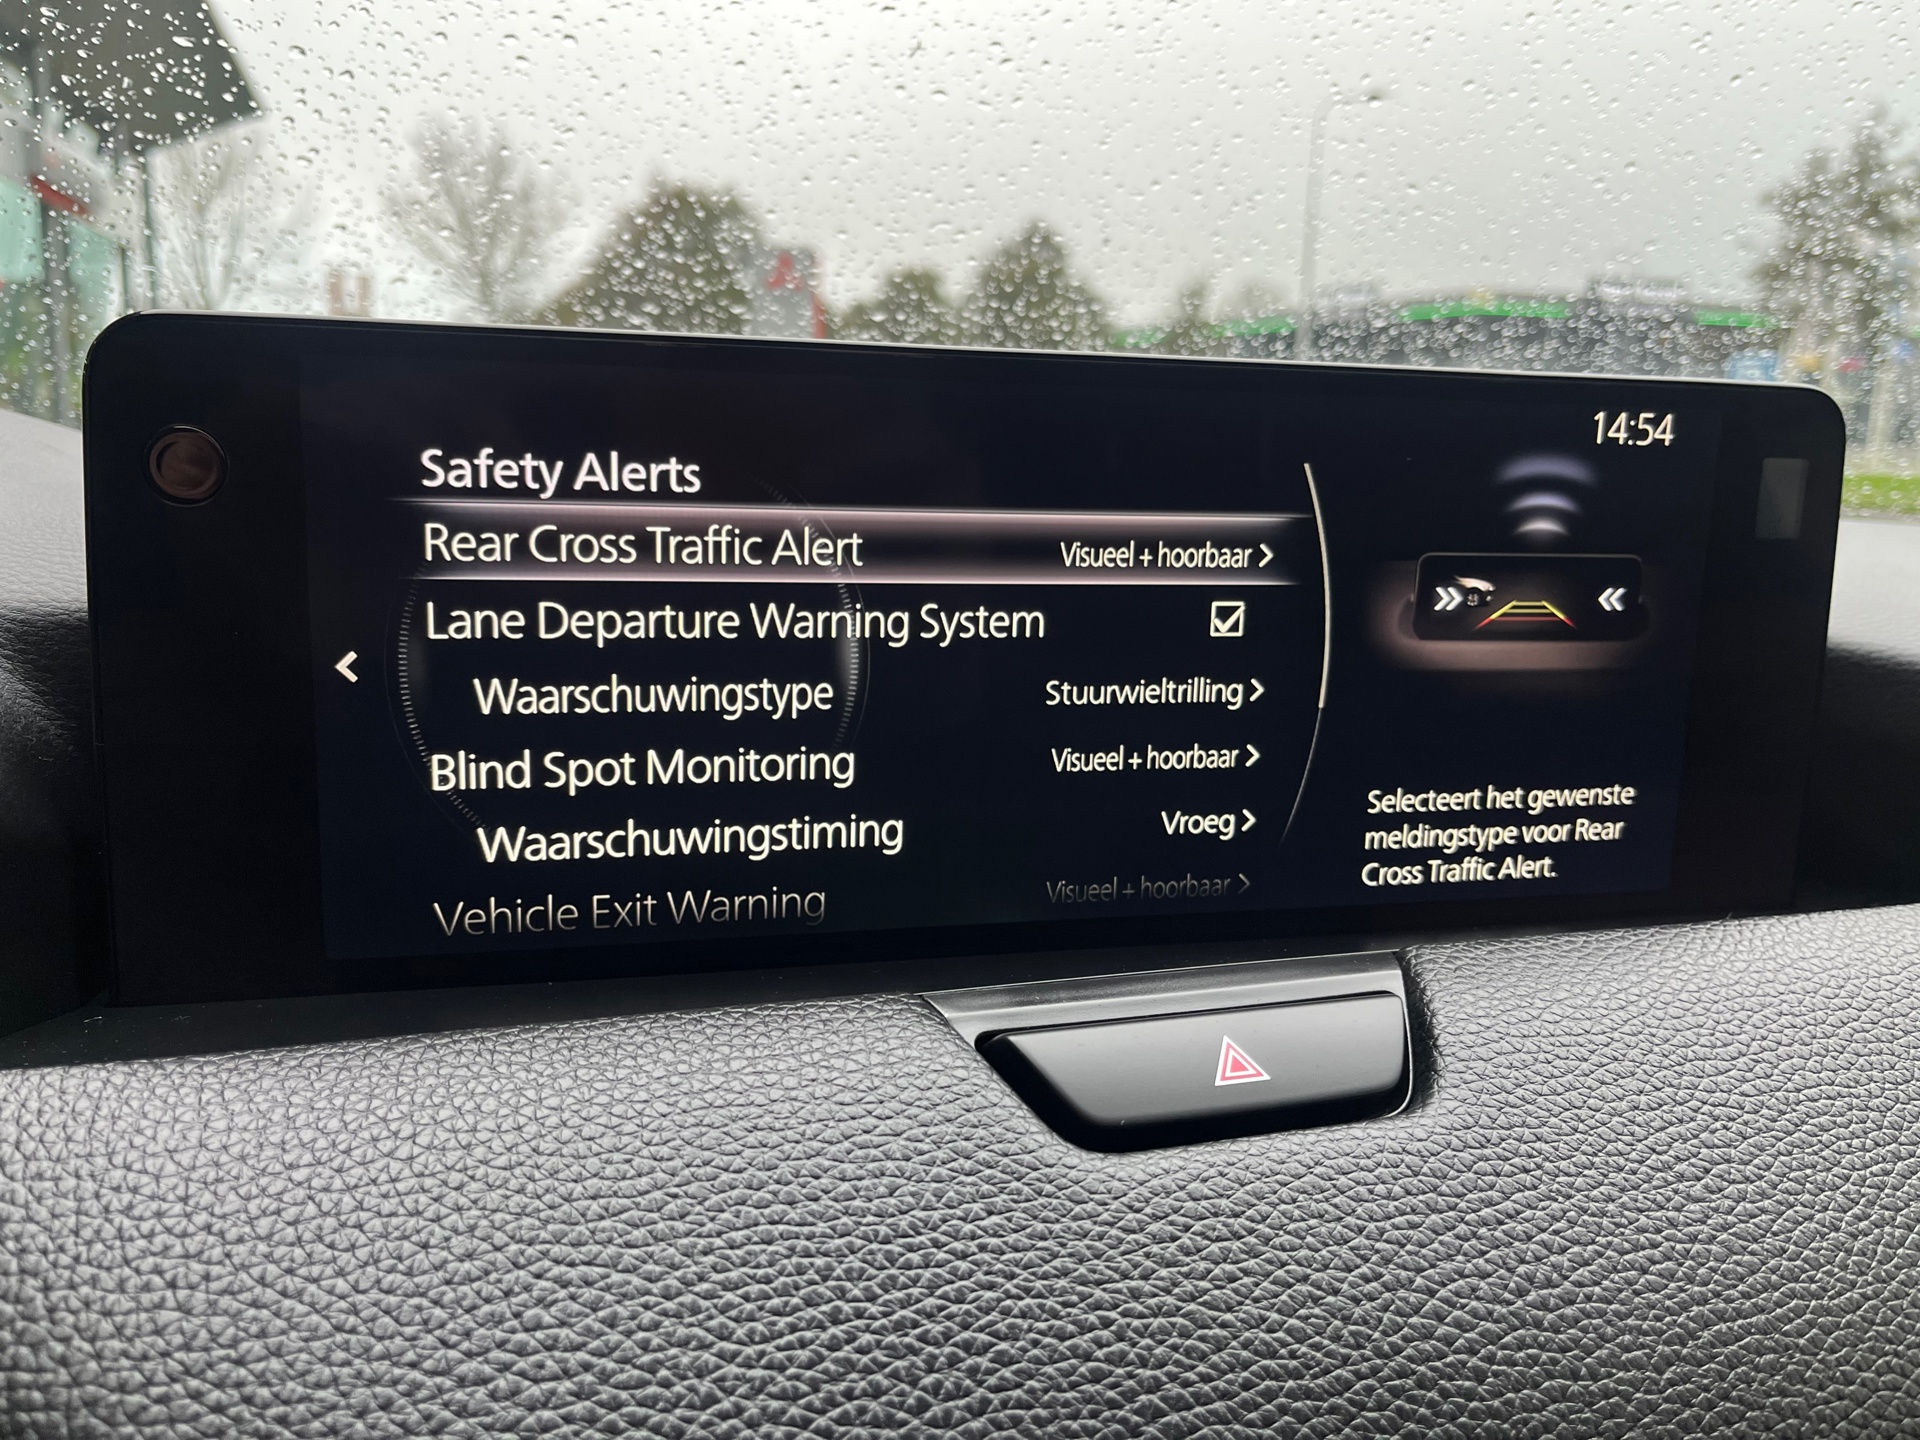 14:54
Safety Alerts
Rear Cross Traffic Alert Visueel + hoorbaar >
Lane Departure Warning System
Waarschuwingstype Stuurwieltrilling >
Blind Spot Monitoring Visueel + hoorbaar >
Waarschuwingstiming Vroeg >
Vehicle Exit Warning Visueel + hoorbaar >
Selecteert het gewenste
meldingstype voor Rear
Cross Traffic Alert.